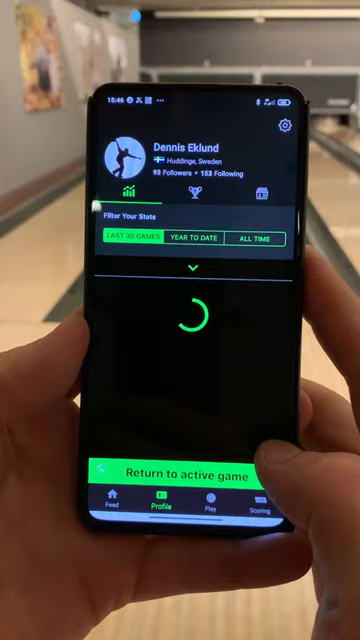 15:46
Dennis Eklund
Huddinge, Sweden
93 Followers • 153 Following
Filter Your Stats
LAST 30 GAMES YEAR TO DATE ALL TIME
Return to active game
Feed Profile Play Scoring